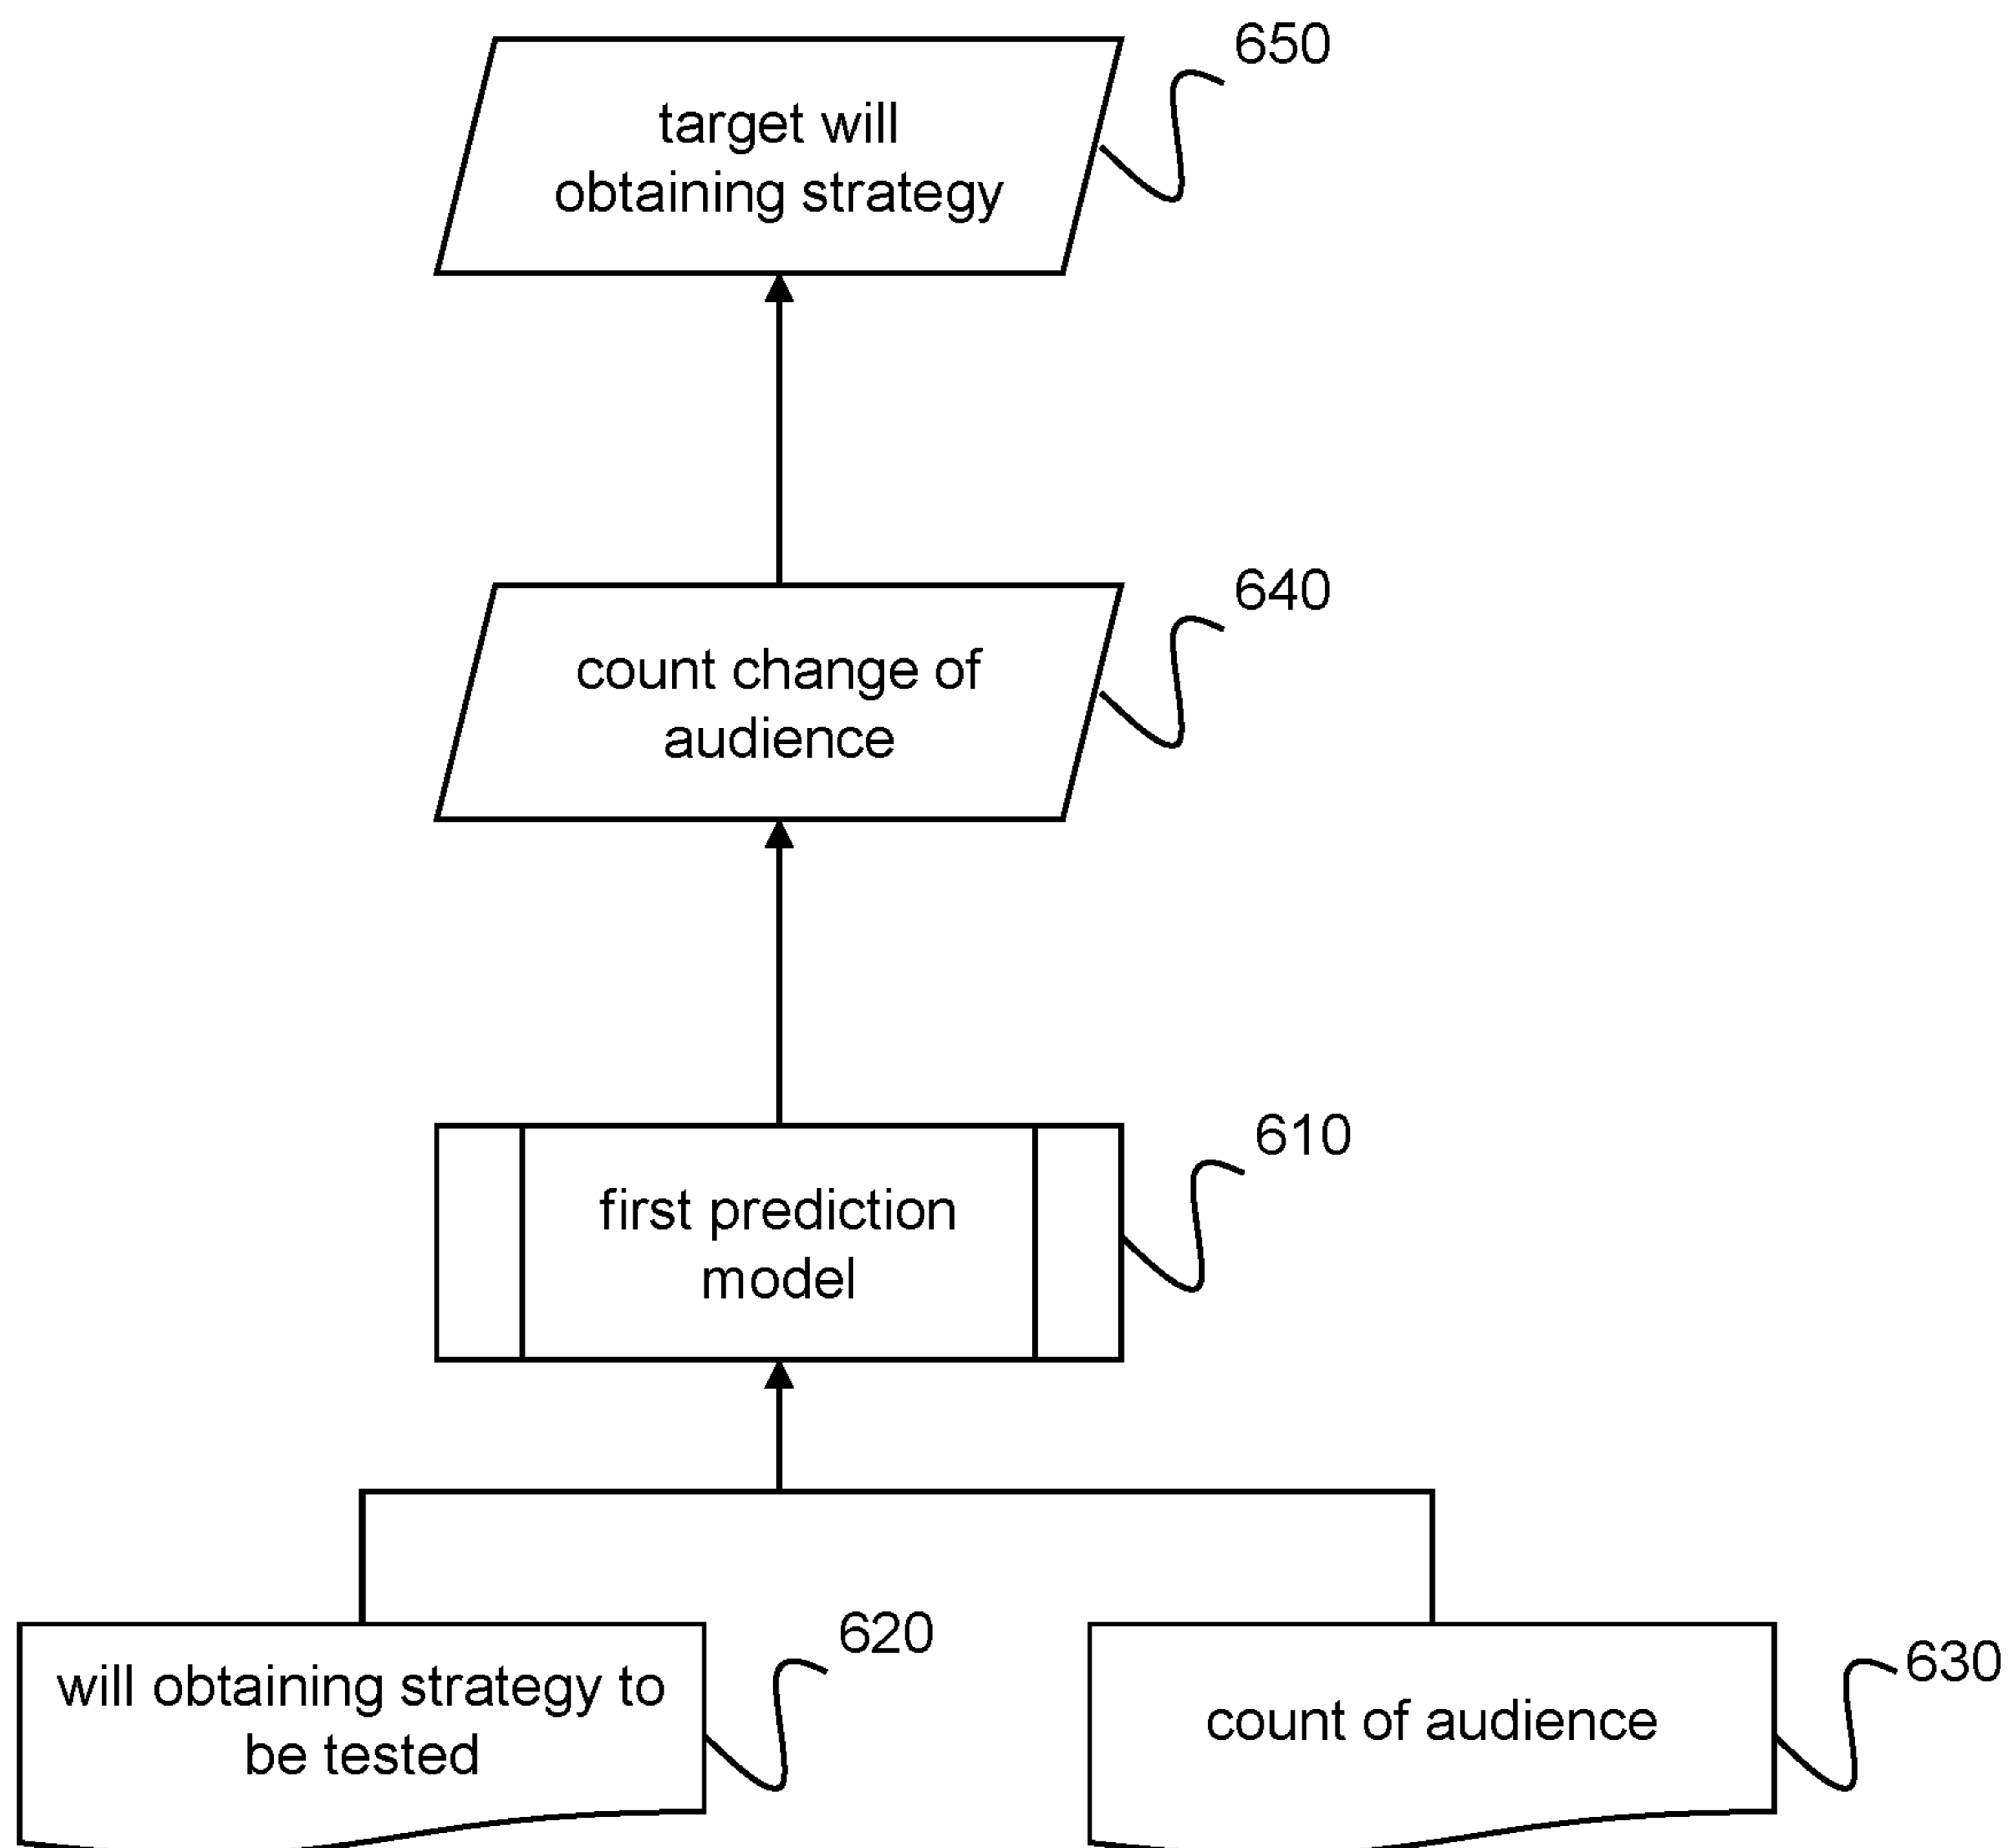 650
target will
obtaining strategy
640
count change of
audience
610
first prediction
model
620
will obtaining strategy to
be tested
630
count of audience